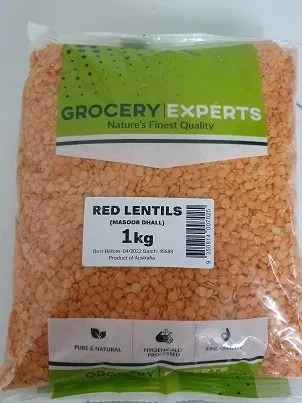 GROCERY EXPERTS
Nature's Finest Quality
RED LENTILS
(MASOOR DHALL)
1kg
Best Before: 04/2022 Batch: 45688
Product of Australia
PURE & NATURAL
HYGIENICALLY
PROCESSED
FINE QUALITY
GROCERY EXPERTS